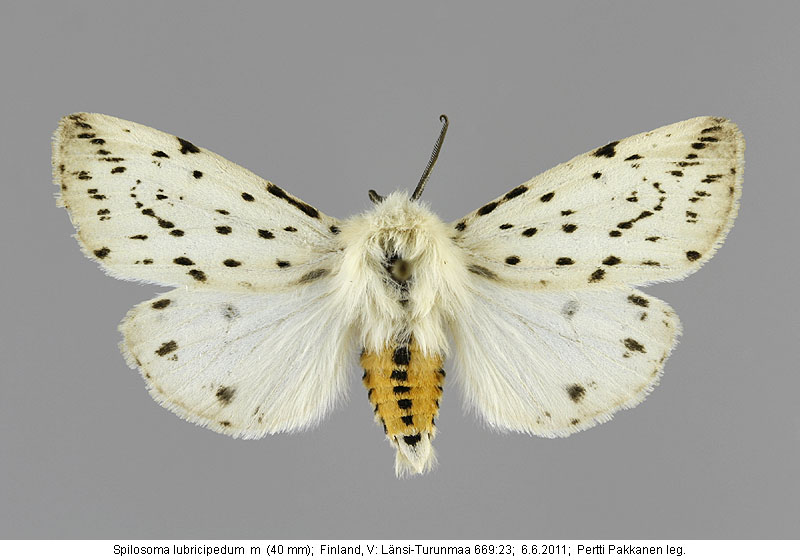 Spilosoma lubricipedum m (40 mm); Finland, V: Länsi-Turunmaa 669:23; 6.6.2011; Pertti Pakkanen leg.